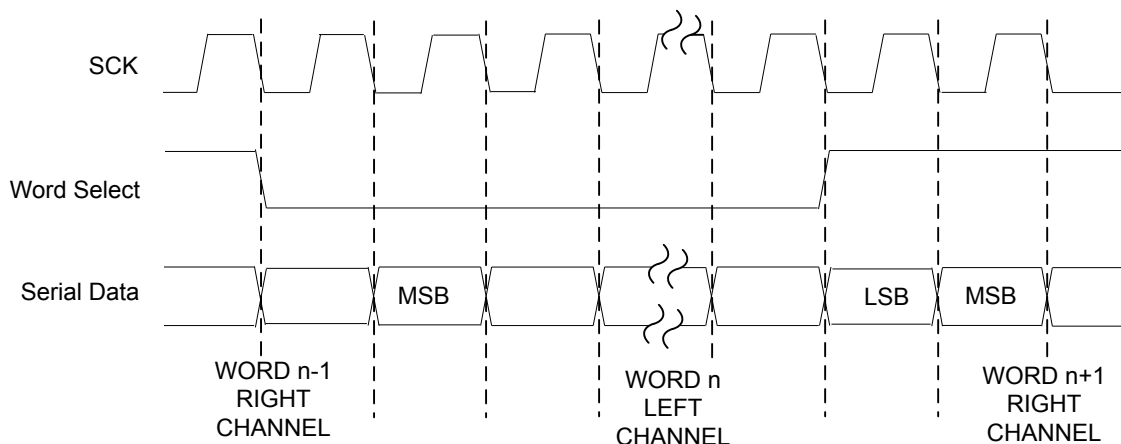 SCK
Word Select
Serial Data
MSB
LSB
MSB
WORD n-1
RIGHT
CHANNEL
WORD n
LEFT
CHANNEL
WORD n+1
RIGHT
CHANNEL